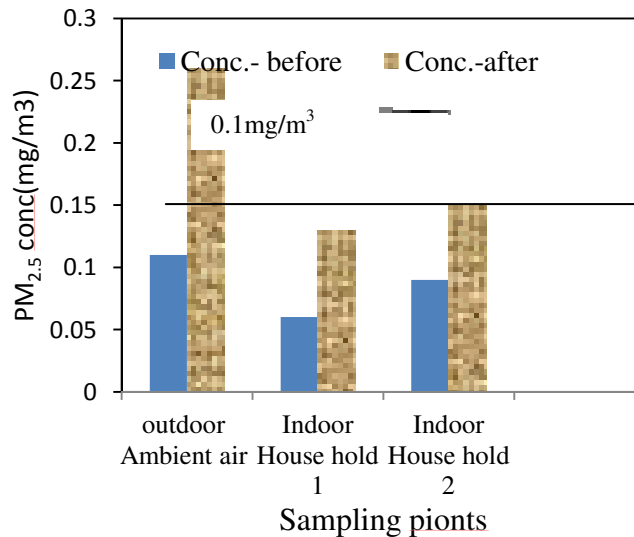 0.3
Conc.- before Conc.-after
0.25
0.1mg/m³
0.2
0.15
0.1
0.05
0
PM₂.₅ conc(mg/m3)
outdoor Indoor Indoor
Ambient air House hold House hold
1 2
Sampling pionts